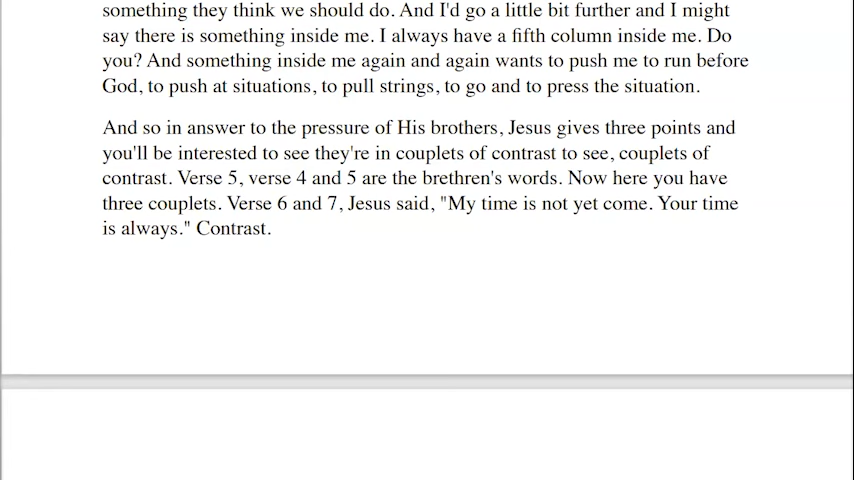 something they think we should do. And I'd go a little bit further and I might
say there is something inside me. I always have a fifth column inside me. Do
you? And something inside me again and again wants to push me to run before
God, to push at situations, to pull strings, to go and to press the situation.
And so in answer to the pressure of His brothers, Jesus gives three points and
you'll be interested to see they're in couplets of contrast to see, couplets of
contrast. Verse 5, verse 4 and 5 are the brethren's words. Now here you have
three couplets. Verse 6 and 7, Jesus said, "My time is not yet come. Your time
is always." Contrast.